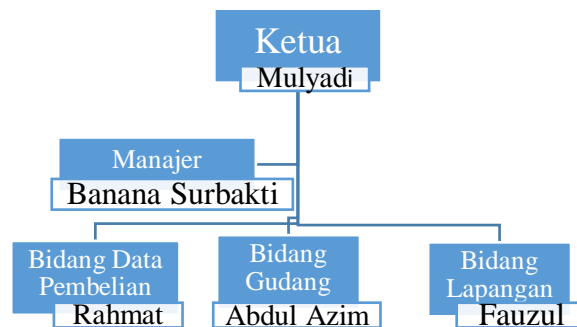 Ketua
Mulyadi
Manajer
Banana Surbakti
Bidang Data
Pembelian
Rahmat
Bidang
Gudang
Abdul Azim
Bidang
Lapangan
Fauzul